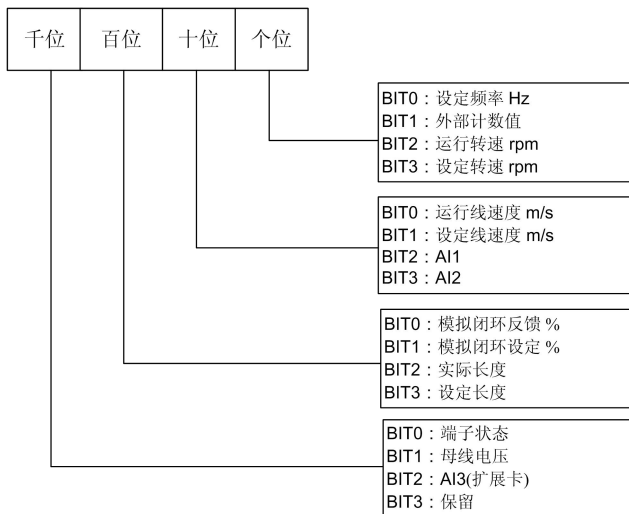 千位 百位 十位 个位
BIT0：设定频率 Hz
BIT1：外部计数值
BIT2：运行转速 rpm
BIT3：设定转速 rpm
BIT0：运行线速度 m/s
BIT1：设定线速度 m/s
BIT2：AI1
BIT3：AI2
BIT0：模拟闭环反馈 %
BIT1：模拟闭环设定 %
BIT2：实际长度
BIT3：设定长度
BIT0：端子状态
BIT1：母线电压
BIT2：AI3(扩展卡)
BIT3：保留